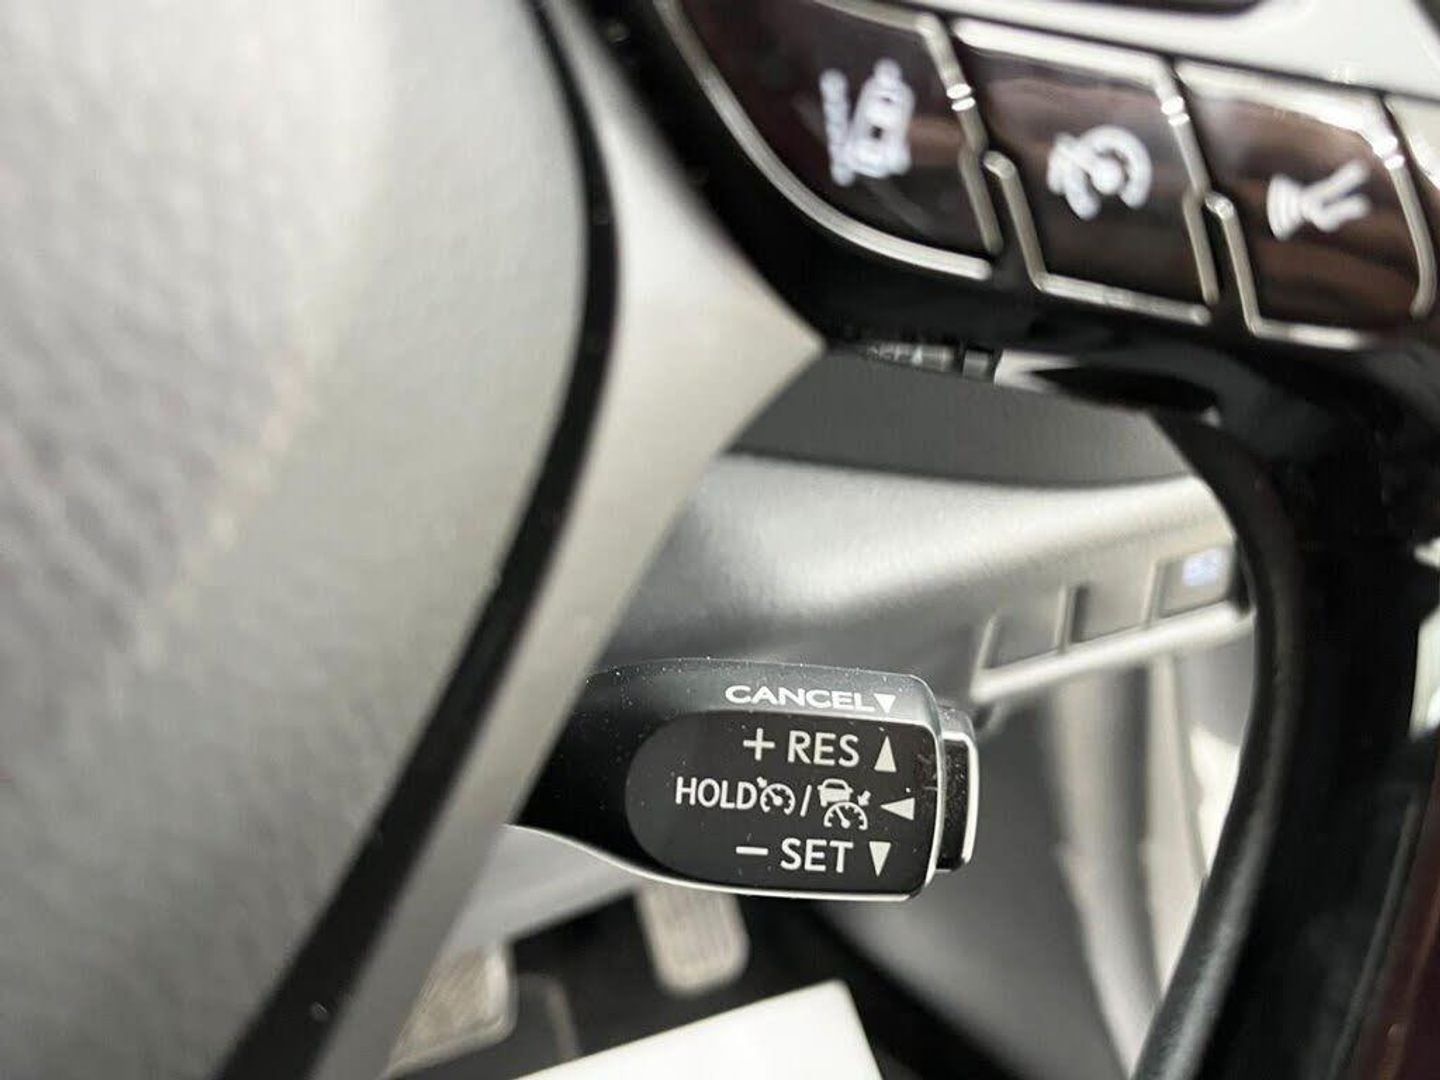 CANCEL▼
+ RES ▲
HOLD / ◀
− SET ▼